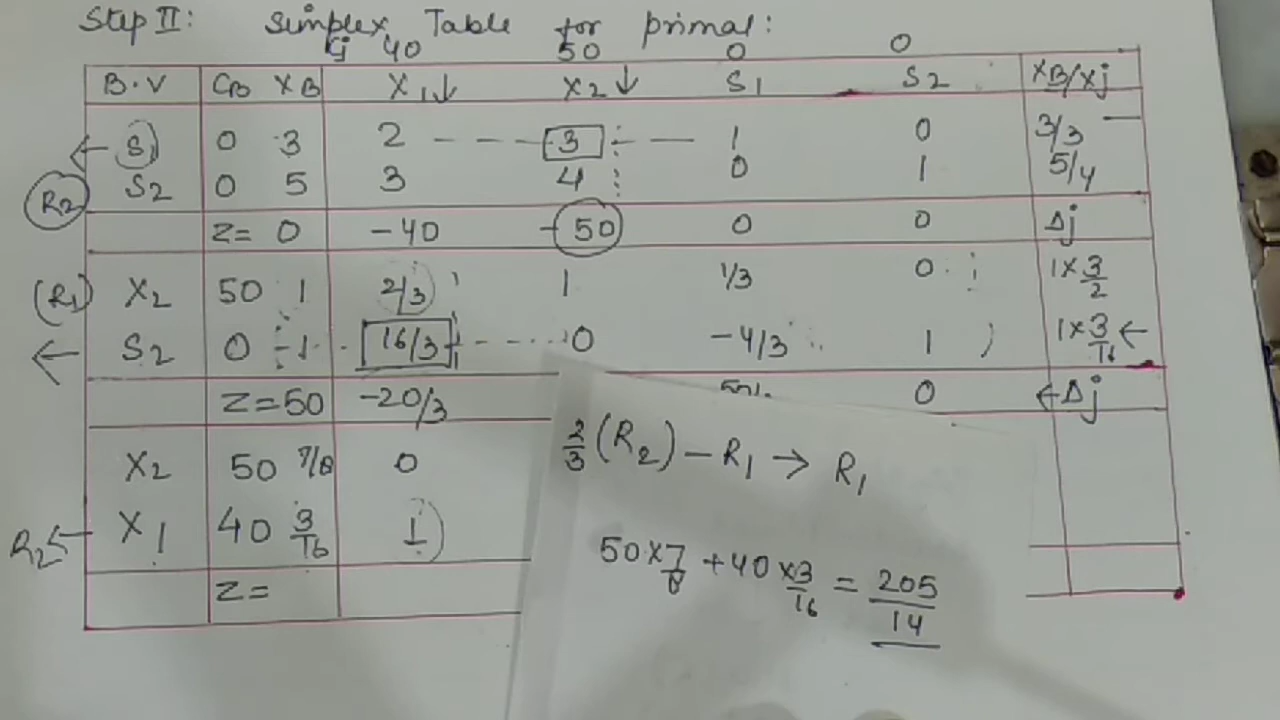 Step II: Simplex Table for primal:
Cj 40 50 0 0
B.V CB XB X1↓ X2↓ S1 S2 XB/Xj
← S1 0 3 2 3 1 0 3/3
R2 S2 0 5 3 4 0 1 5/4
Z= 0 -40 -50 0 0 Δj
(R1) X2 50 1 2/3 1 1/3 0 1×3/2
← S2 0 1 16/3 0 -4/3 1 1×3/16 ←
Z=50 -20/3 0 ←Δj
X2 50 7/8 0
R2← X1 40 3/16 1
Z=
2/3 (R2) - R1 → R1
50×7/8 + 40×3/16 = 205/14